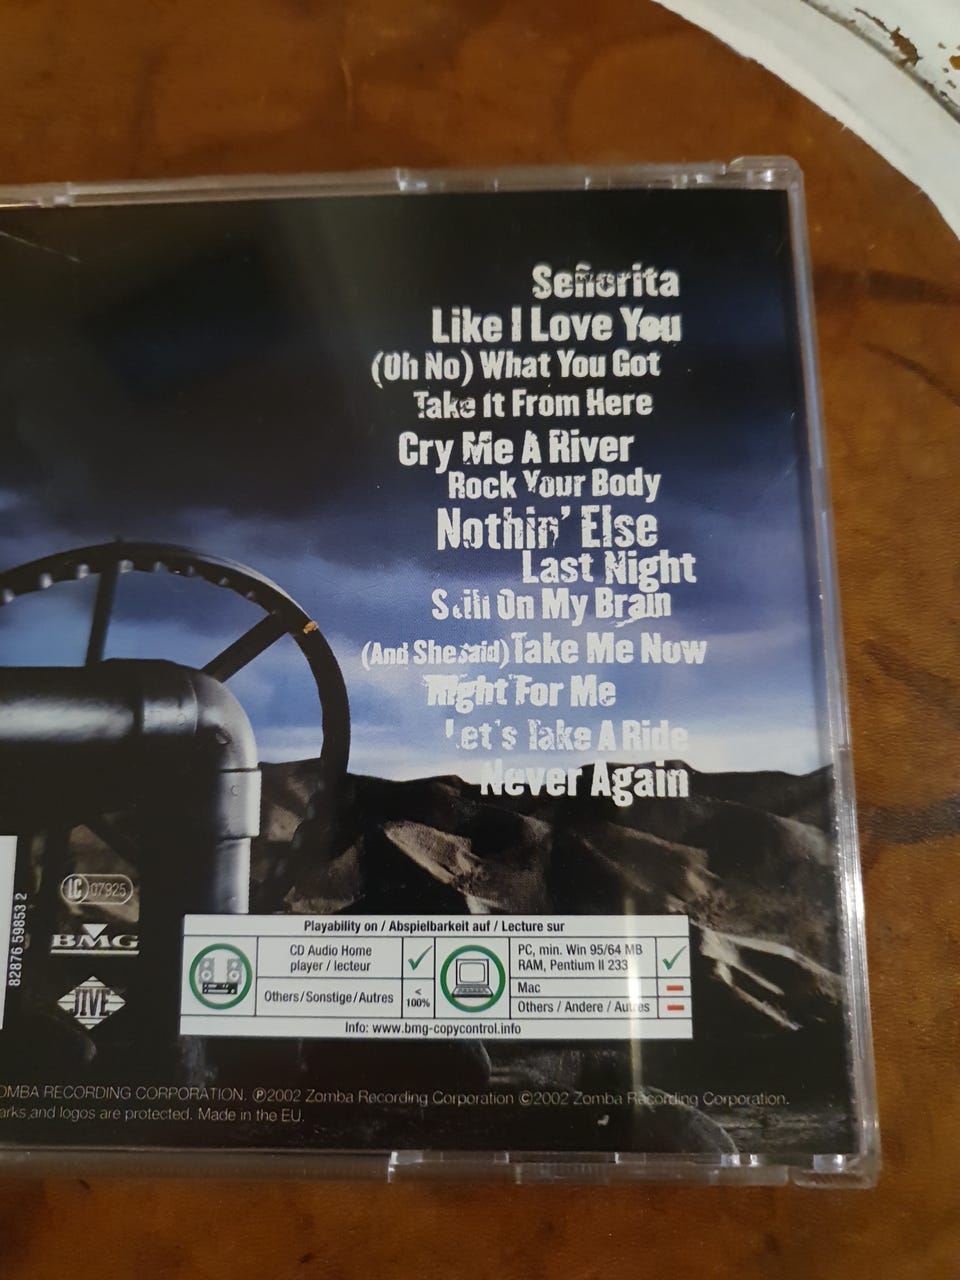 Señorita
Like I Love You
(Oh No) What You Got
Take It From Here
Cry Me A River
Rock Your Body
Nothin' Else
Last Night
Still On My Brain
(And She Said) Take Me Now
Right For Me
Let's Take A Ride
Never Again
LC 07925
BMG
82876 59853 2
JIVE
Playability on / Abspielbarkeit auf / Lecture sur
CD Audio Home
player / lecteur
Others/Sonstige/Autres
<
100%
PC, min. Win 95/64 MB
RAM, Pentium II 233
Mac
Others / Andere / Autres
Info: www.bmg-copycontrol.info
OMBA RECORDING CORPORATION. ℗2002 Zomba Recording Corporation ©2002 Zomba Recording Corporation.
arks and logos are protected. Made in the EU.